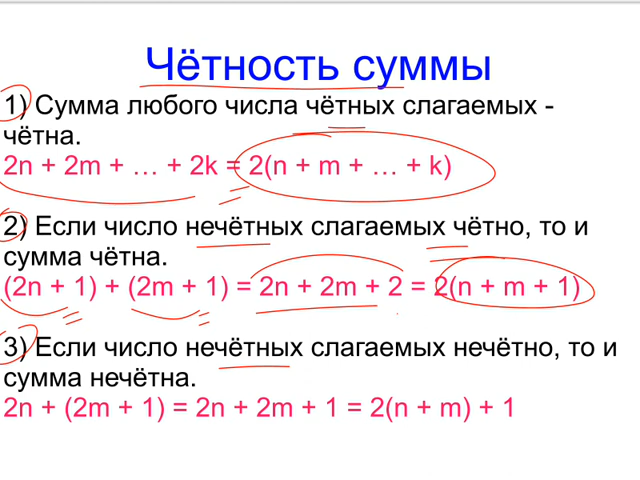 Чётность суммы
1) Сумма любого числа чётных слагаемых -
чётна.
2n + 2m + … + 2k = 2(n + m + … + k)
2) Если число нечётных слагаемых чётно, то и
сумма чётна.
(2n + 1) + (2m + 1) = 2n + 2m + 2 = 2(n + m + 1)
3) Если число нечётных слагаемых нечётно, то и
сумма нечётна.
2n + (2m + 1) = 2n + 2m + 1 = 2(n + m) + 1